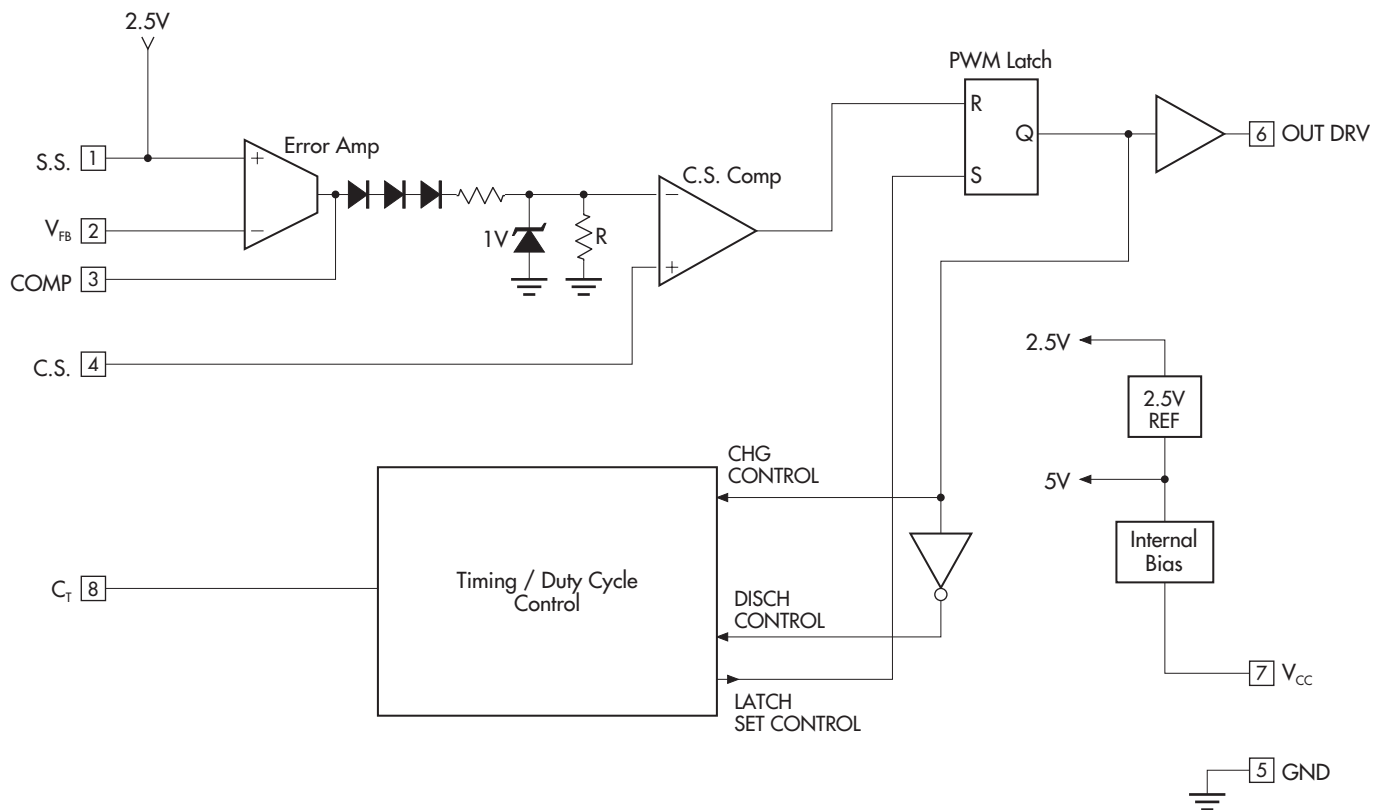 2.5V
PWM Latch
R
Q
S
6 OUT DRV
Error Amp
S.S. 1
+
−
V_FB 2
COMP 3
C.S. 4
1V
R
C.S. Comp
−
+
2.5V
2.5V
REF
5V
Internal
Bias
7 V_CC
5 GND
CHG
CONTROL
C_T 8
Timing / Duty Cycle
Control
DISCH
CONTROL
LATCH
SET CONTROL